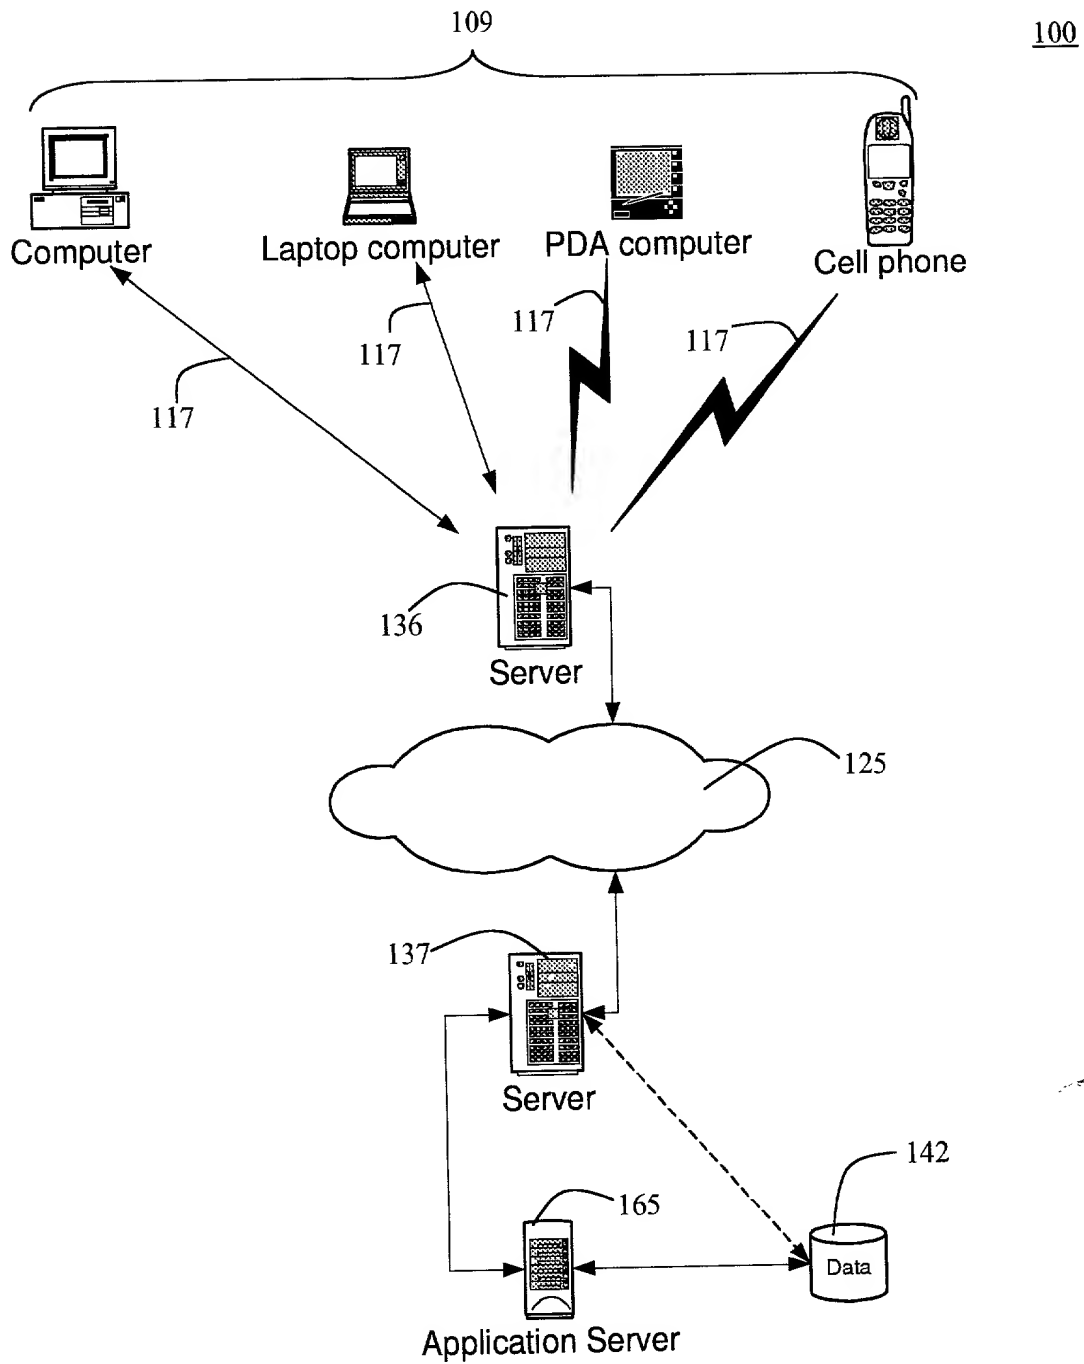 109
100
Computer
Laptop computer
PDA computer
Cell phone
117
117
117
117
136
Server
125
137
Server
142
165
Data
Application Server